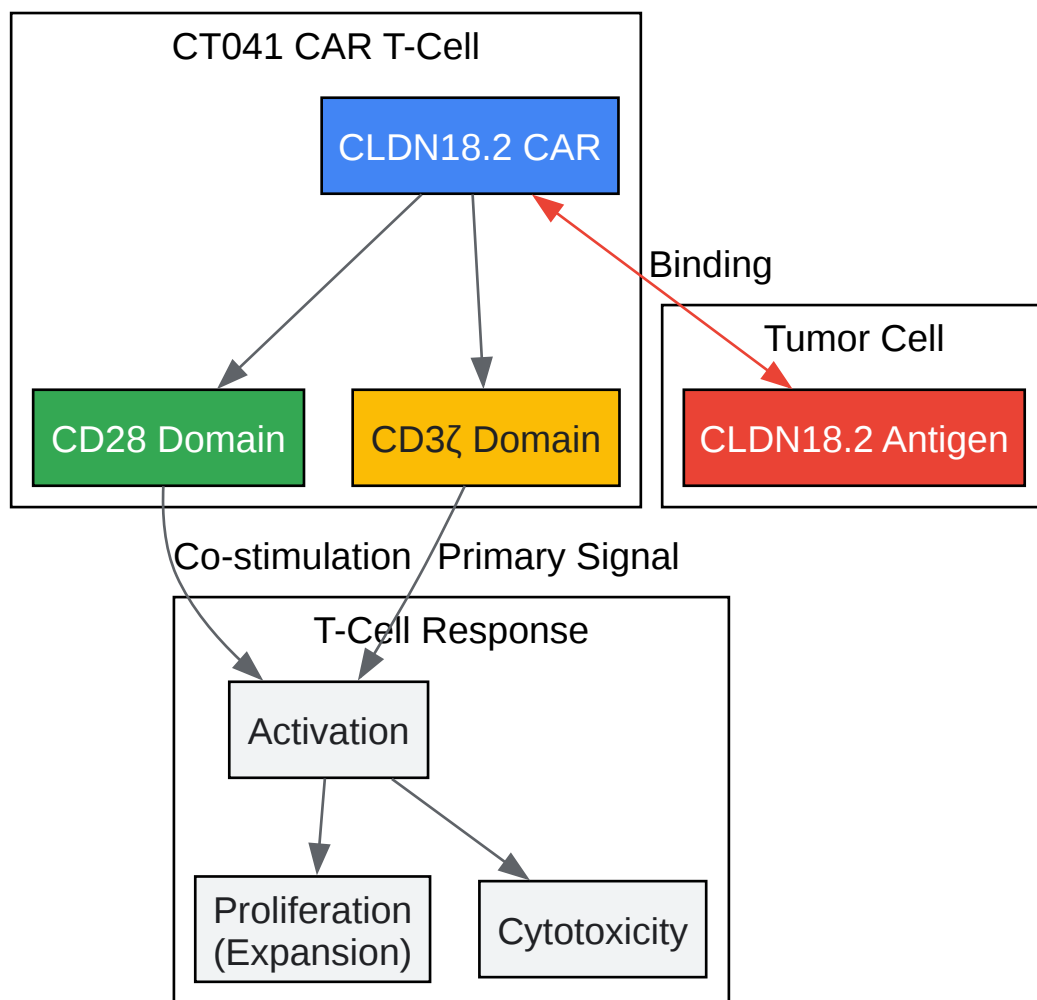 CT041 CAR T-Cell
CLDN18.2 CAR
Binding
Tumor Cell
CD28 Domain
CD3ζ Domain
CLDN18.2 Antigen
Co-stimulation
Primary Signal
T-Cell Response
Activation
Proliferation
(Expansion)
Cytotoxicity